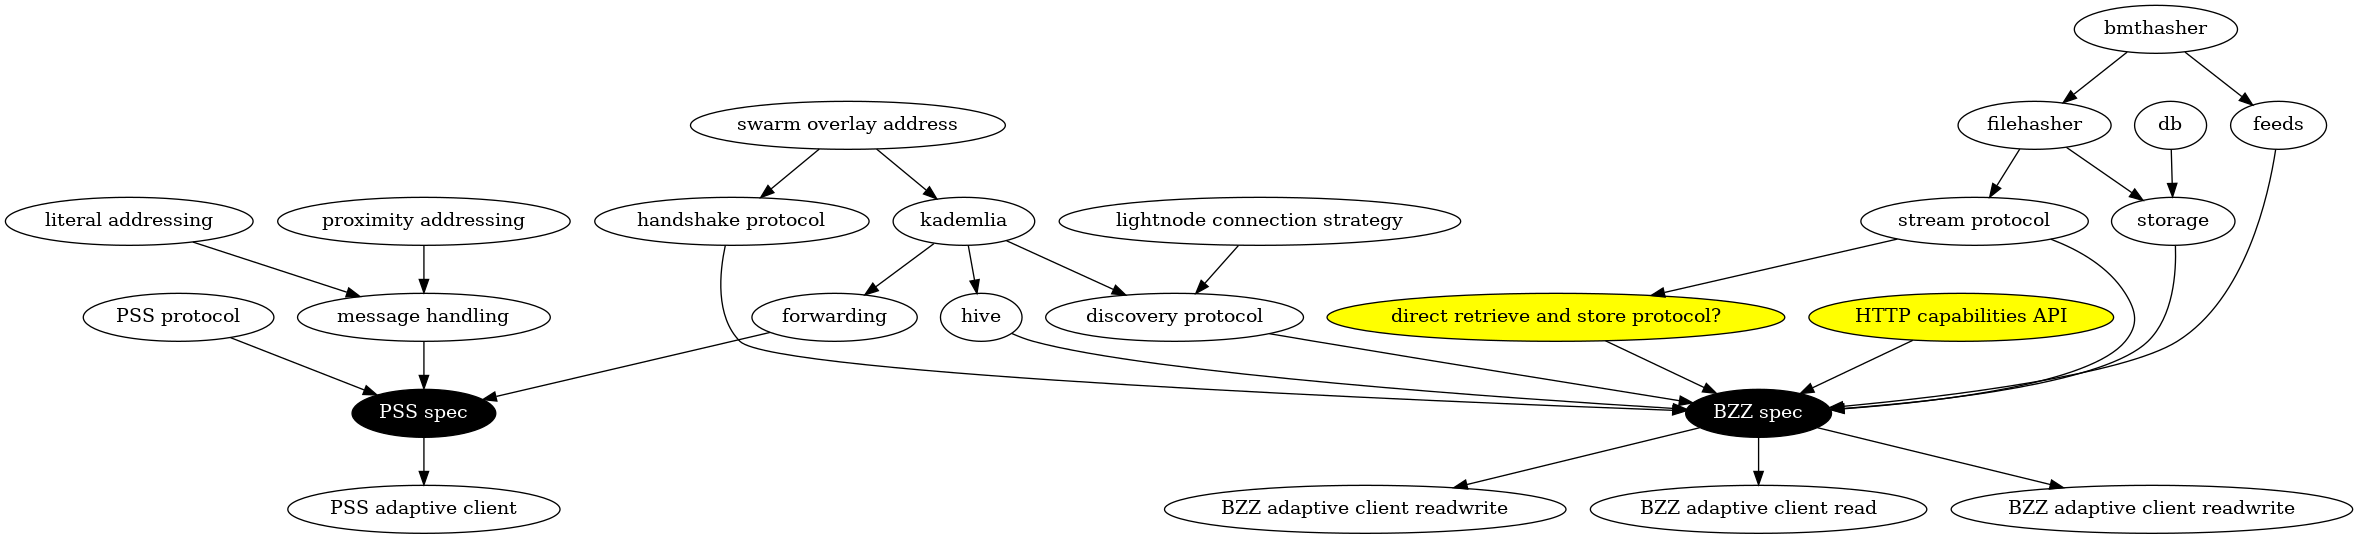 bmthasher
swarm overlay address
filehasher
db
feeds
literal addressing
proximity addressing
handshake protocol
kademlia
lightnode connection strategy
stream protocol
storage
PSS protocol
message handling
forwarding
hive
discovery protocol
direct retrieve and store protocol?
HTTP capabilities API
PSS spec
BZZ spec
PSS adaptive client
BZZ adaptive client readwrite
BZZ adaptive client read
BZZ adaptive client readwrite